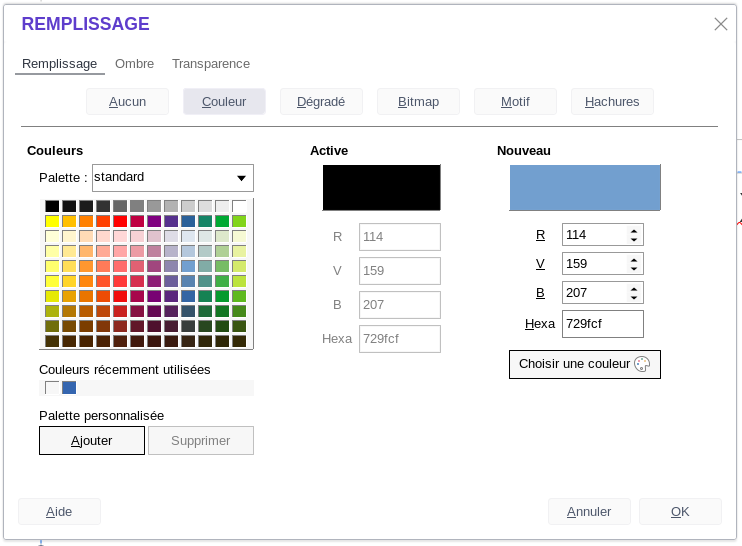 REMPLISSAGE
Remplissage Ombre Transparence
Aucun Couleur Dégradé Bitmap Motif Hachures
Couleurs Active Nouveau
Palette : standard
R 114 R 114
V 159 V 159
B 207 B 207
Hexa 729fcf Hexa 729fcf
Choisir une couleur
Couleurs récemment utilisées
Palette personnalisée
Ajouter Supprimer
Aide Annuler OK